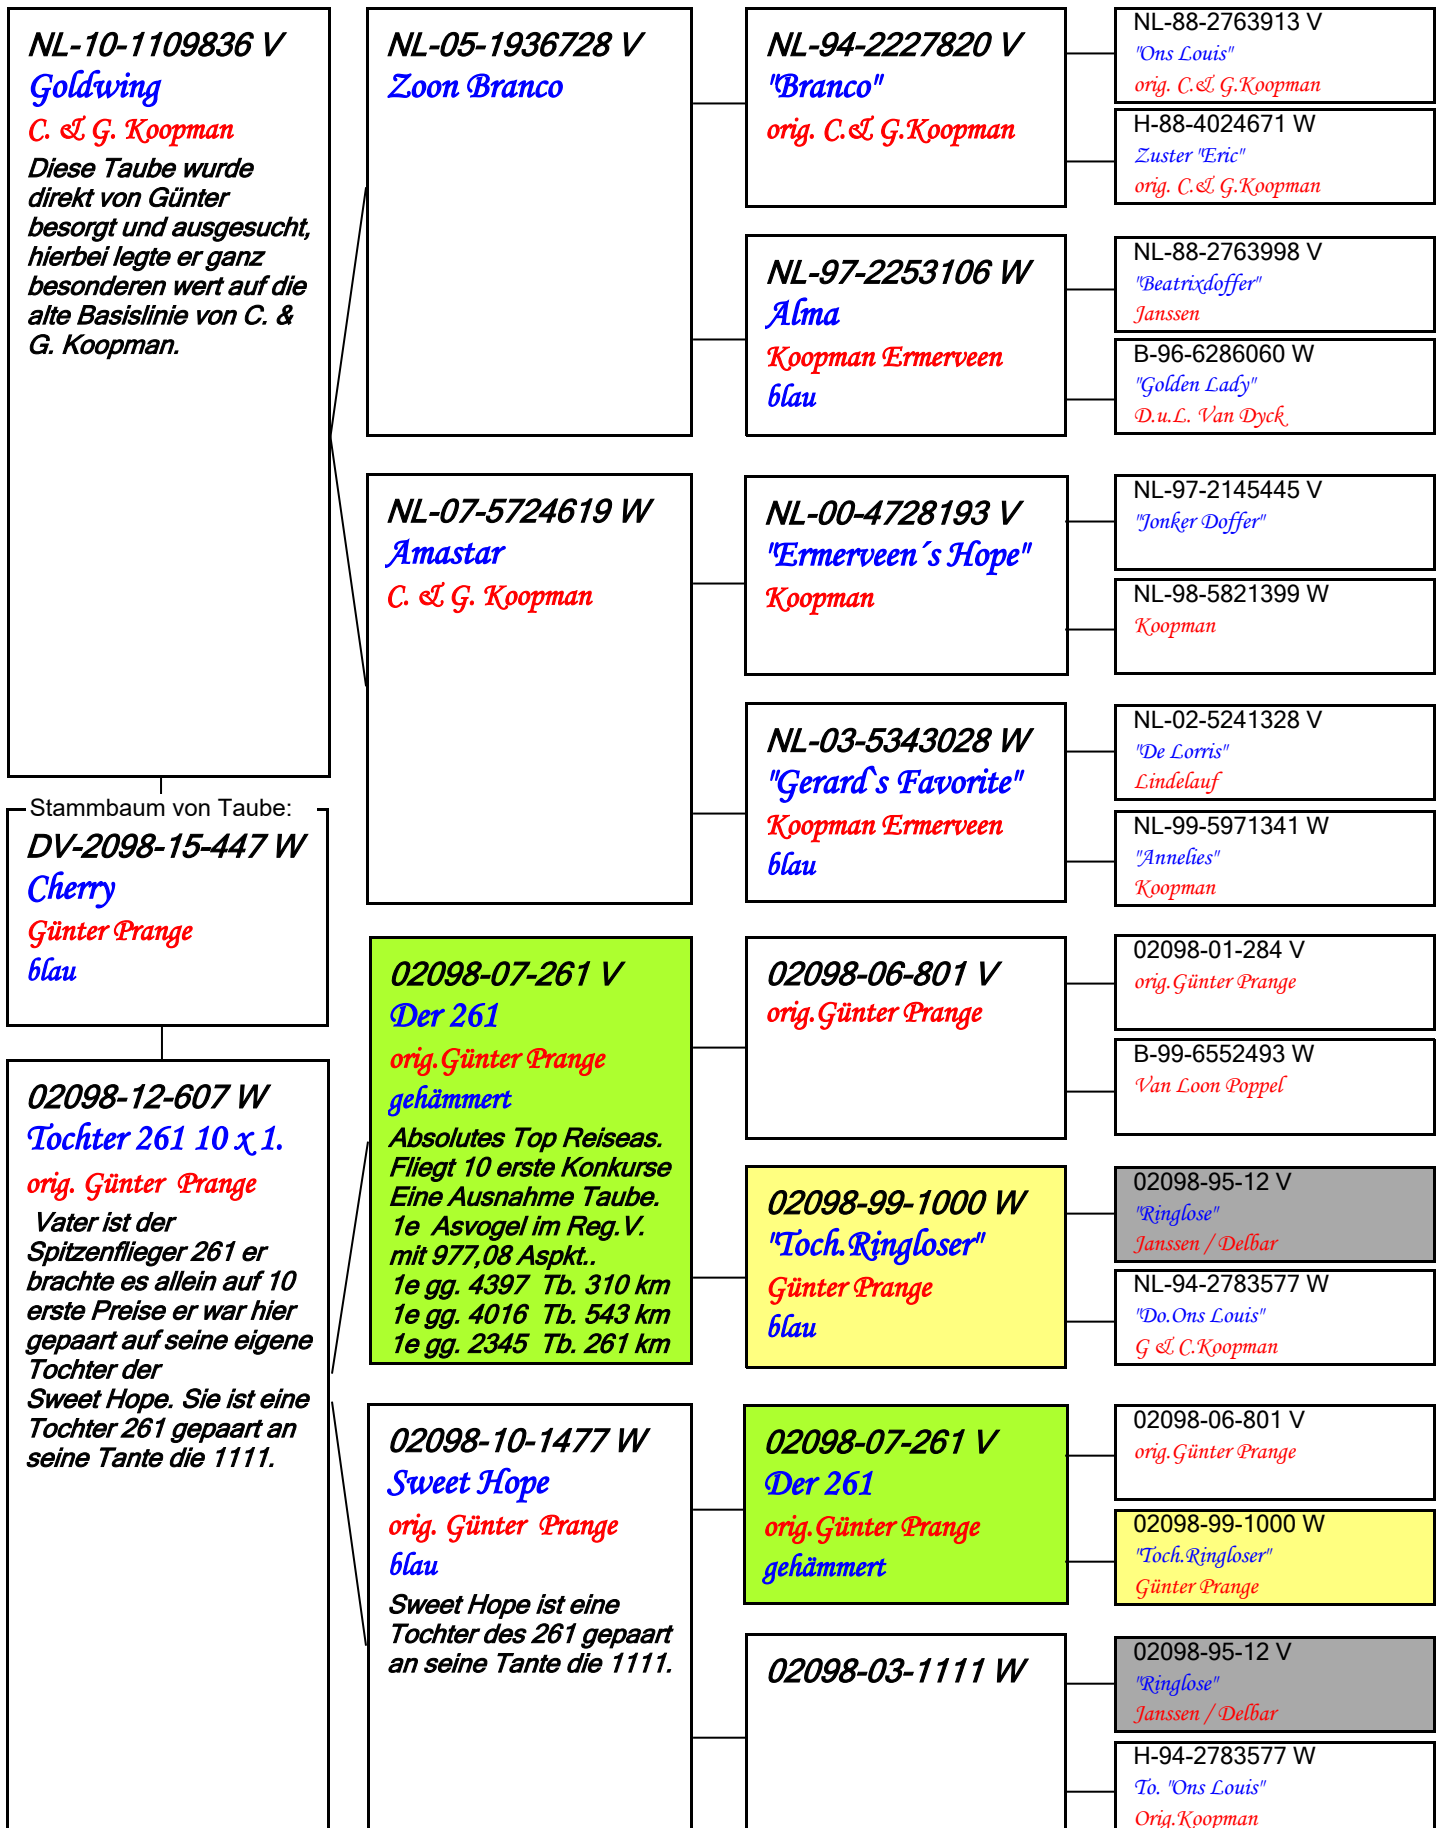 NL-10-1109836 V
Goldwing
C. & G. Koopman
Diese Taube wurde
direkt von Günter
besorgt und ausgesucht,
hierbei legte er ganz
besonderen wert auf die
alte Basislinie von C. &
G. Koopman.
Stammbaum von Taube:
DV-2098-15-447 W
Cherry
Günter Prange
blau
02098-12-607 W
Tochter 261 10 x 1.
orig. Günter Prange
Vater ist der
Spitzenflieger 261 er
brachte es allein auf 10
erste Preise er war hier
gepaart auf seine eigene
Tochter der
Sweet Hope. Sie ist eine
Tochter 261 gepaart an
seine Tante die 1111.
NL-05-1936728 V
Zoon Branco
NL-07-5724619 W
Amastar
C. & G. Koopman
02098-07-261 V
Der 261
orig.Günter Prange
gehämmert
Absolutes Top Reiseas.
Fliegt 10 erste Konkurse
Eine Ausnahme Taube.
1e Asvogel im Reg.V.
mit 977,08 Aspkt..
1e gg. 4397 Tb. 310 km
1e gg. 4016 Tb. 543 km
1e gg. 2345 Tb. 261 km
02098-10-1477 W
Sweet Hope
orig. Günter Prange
blau
Sweet Hope ist eine
Tochter des 261 gepaart
an seine Tante die 1111.
NL-94-2227820 V
"Branco"
orig. C.& G.Koopman
NL-97-2253106 W
Alma
Koopman Ermerveen
blau
NL-00-4728193 V
"Ermerveen´s Hope"
Koopman
NL-03-5343028 W
"Gerard`s Favorite"
Koopman Ermerveen
blau
02098-06-801 V
orig.Günter Prange
02098-99-1000 W
"Toch.Ringloser"
Günter Prange
blau
02098-07-261 V
Der 261
orig.Günter Prange
gehämmert
02098-03-1111 W
NL-88-2763913 V
"Ons Louis"
orig. C.& G.Koopman
H-88-4024671 W
Zuster "Eric"
orig. C.& G.Koopman
NL-88-2763998 V
"Beatrixdoffer"
Janssen
B-96-6286060 W
"Golden Lady"
D.u.L. Van Dyck
NL-97-2145445 V
"Jonker Doffer"
NL-98-5821399 W
Koopman
NL-02-5241328 V
"De Lorris"
Lindelauf
NL-99-5971341 W
"Annelies"
Koopman
02098-01-284 V
orig.Günter Prange
B-99-6552493 W
Van Loon Poppel
02098-95-12 V
"Ringlose"
Janssen / Delbar
NL-94-2783577 W
"Do.Ons Louis"
G & C.Koopman
02098-06-801 V
orig.Günter Prange
02098-99-1000 W
"Toch.Ringloser"
Günter Prange
02098-95-12 V
"Ringlose"
Janssen / Delbar
H-94-2783577 W
To. "Ons Louis"
Orig.Koopman